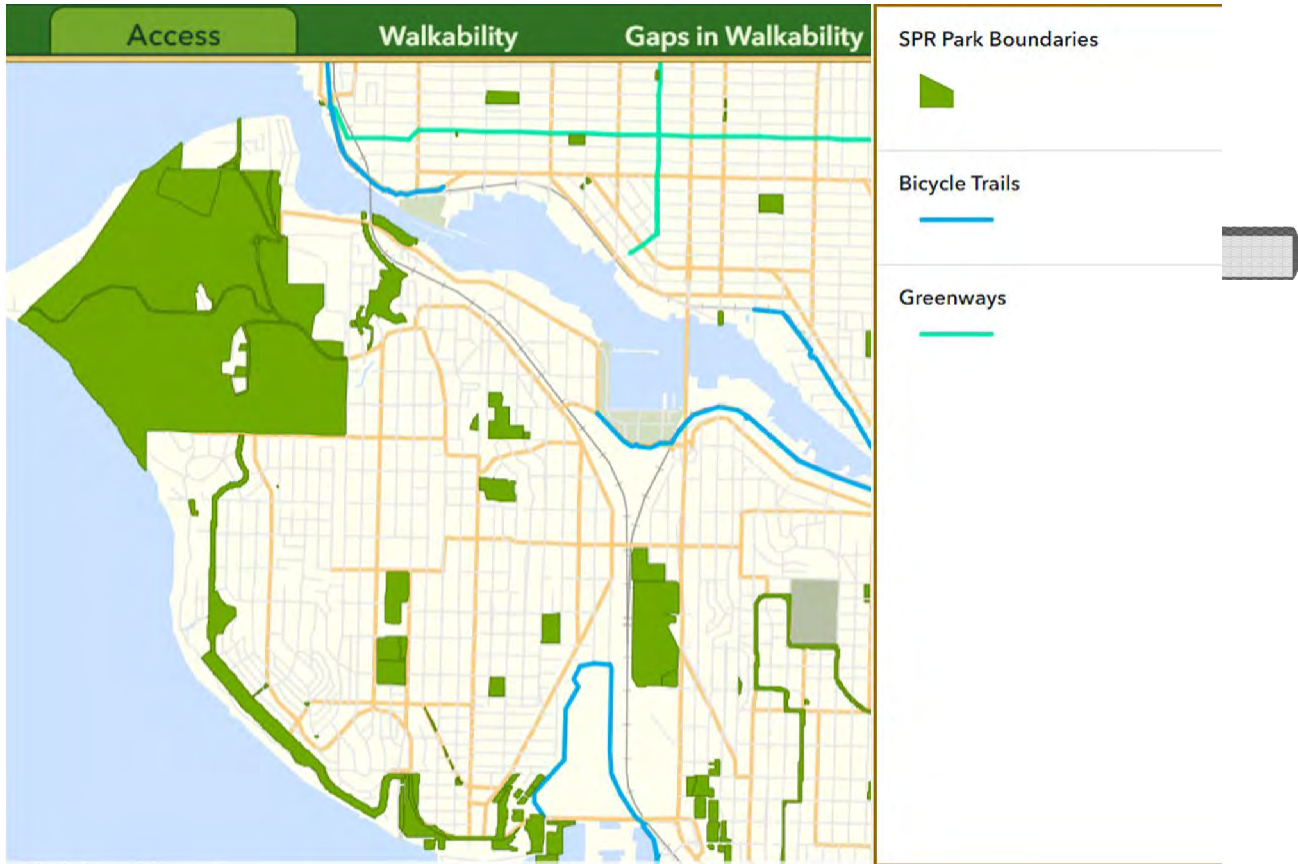 Access
Walkability
Gaps in Walkability
SPR Park Boundaries
Bicycle Trails
Greenways